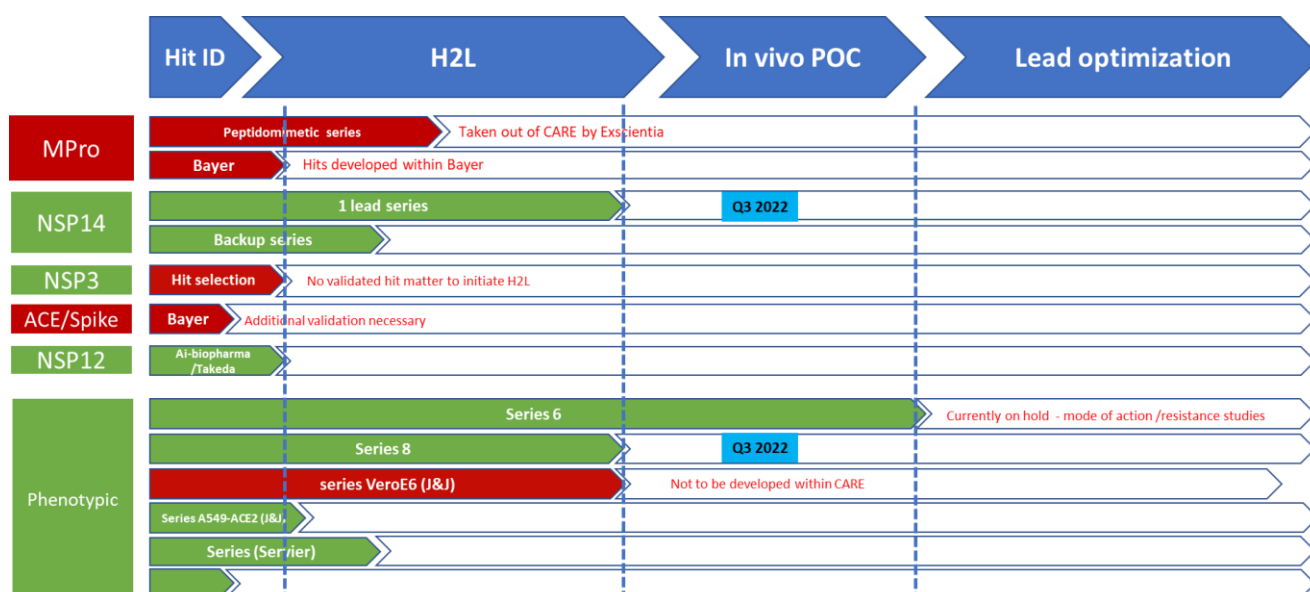 Hit ID
H2L
In vivo POC
Lead optimization
MPro
Peptidomimetic series
Taken out of CARE by Exscientia
Bayer
Hits developed within Bayer
NSP14
1 lead series
Q3 2022
Backup series
NSP3
Hit selection
No validated hit matter to initiate H2L
ACE/Spike
Bayer
Additional validation necessary
NSP12
Ai-biopharma
/Takeda
Phenotypic
Series 6
Currently on hold - mode of action /resistance studies
Series 8
Q3 2022
series VeroE6 (J&J)
Not to be developed within CARE
Series A549-ACE2 (J&J)
Series (Servier)